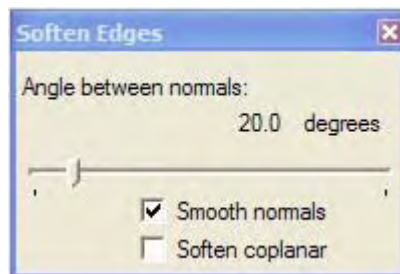 Soften Edges
Angle between normals:
20.0 degrees
Smooth normals
Soften coplanar